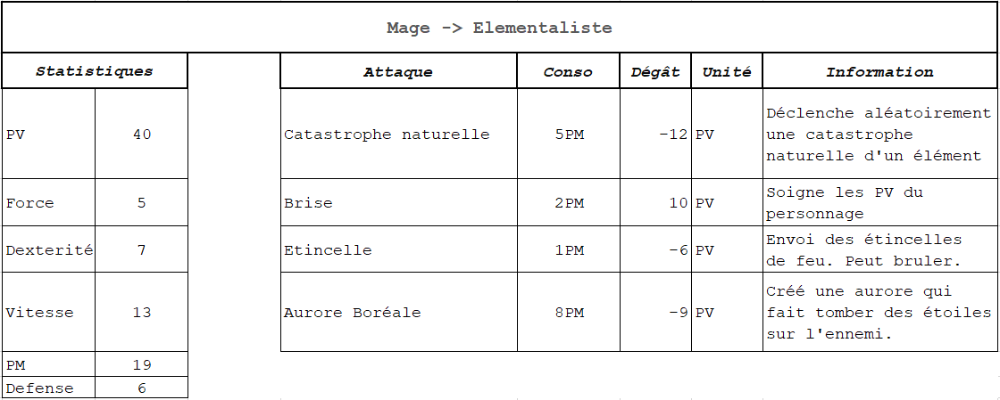 Mage -> Elementaliste
Statistiques Attaque Conso Dégât Unité Information
PV 40 Catastrophe naturelle 5PM -12 PV Déclenche aléatoirement
une catastrophe
naturelle d'un élément
Force 5 Brise 2PM 10 PV Soigne les PV du
personnage
Dexterité 7 Etincelle 1PM -6 PV Envoi des étincelles
de feu. Peut bruler.
Vitesse 13 Aurore Boréale 8PM -9 PV Créé une aurore qui
fait tomber des étoiles
sur l'ennemi.
PM 19
Defense 6